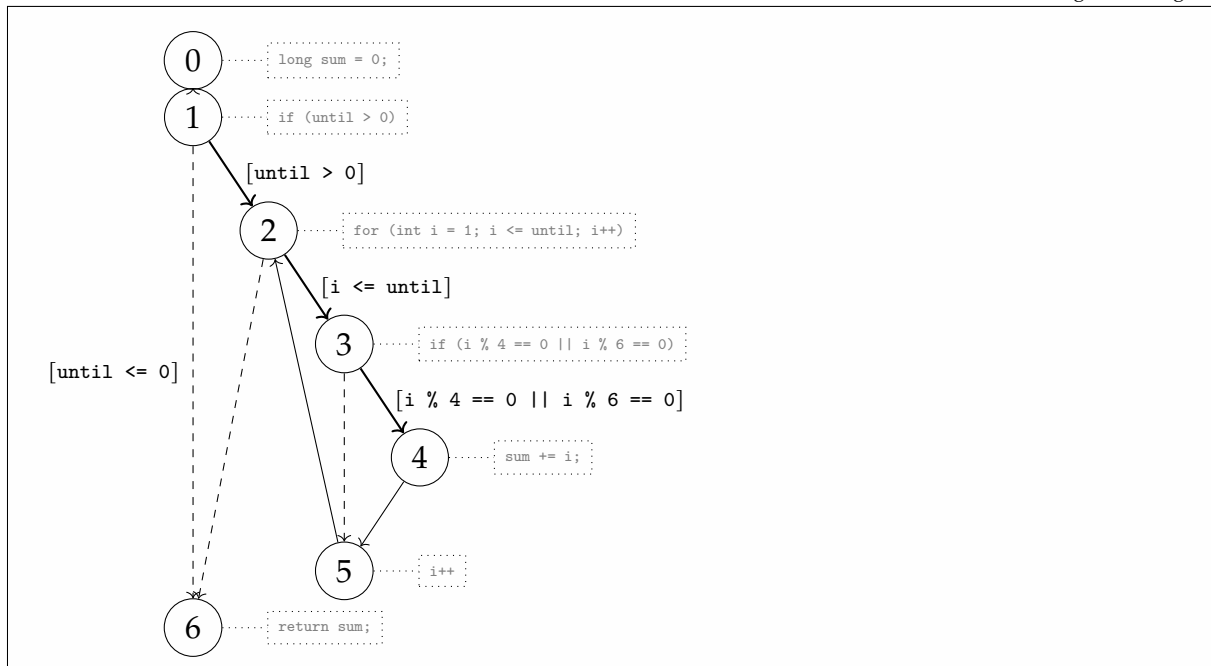 0 long sum = 0;
1 if (until > 0)
[until > 0]
2 for (int i = 1; i <= until; i++)
[i <= until]
3 if (i % 4 == 0 || i % 6 == 0)
[until <= 0]
[i % 4 == 0 || i % 6 == 0]
4 sum += i;
5 i++
6 return sum;